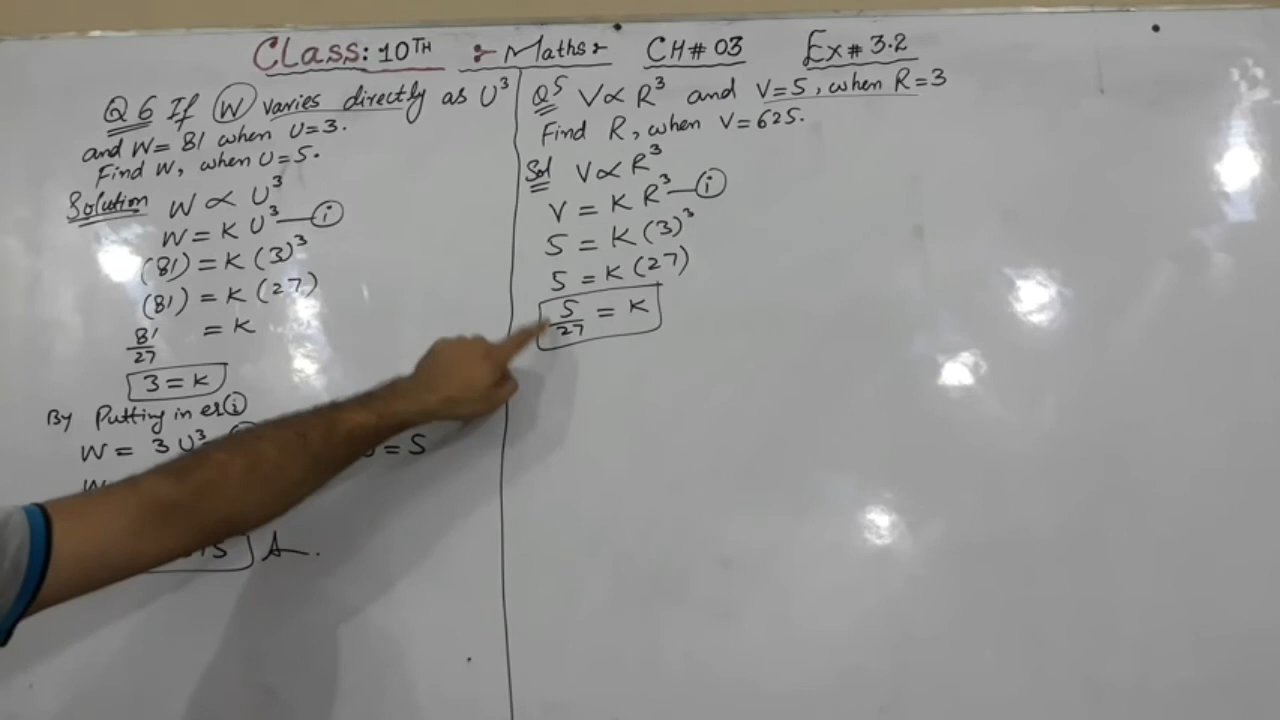 Class: 10TH :- Maths:- CH# 03 Ex# 3.2
Q6 If W varies directly as U³
and W = 81 when U=3.
Find W, when U=5.
Solution W ∝ U³
W = K U³ — i
(81) = K (3)³
(81) = K (27)
81/27 = K
3 = K
By Putting in eq i
W = 3 U³
U = 5
W
Q5 V ∝ R³ and V=5, when R=3
Find R, when V=625.
Sol V ∝ R³
V = K R³ — i
5 = K (3)³
5 = K (27)
5/27 = K